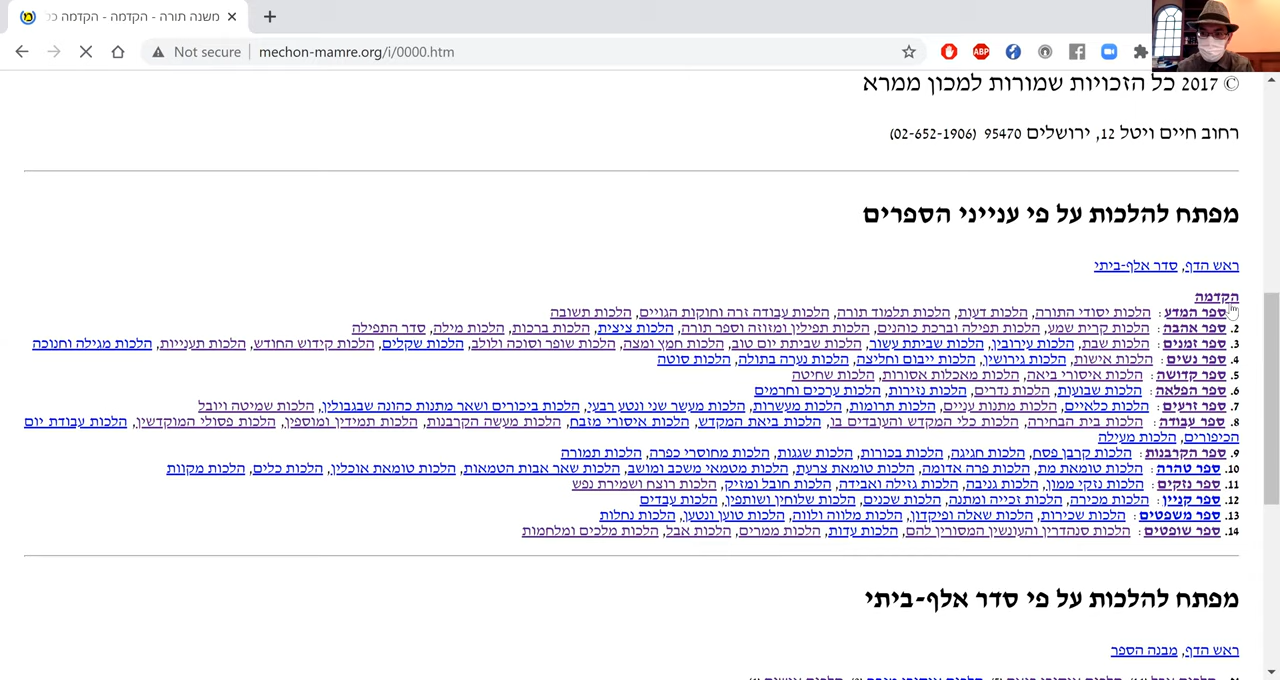 משנה תורה - הקדמה - הקדמה כנ
Not secure | mechon-mamre.org/i/0000.htm
ABP
© 2017 כל הזכויות שמורות למכון ממרא
רחוב חיים ויטל 12, ירושלים 95470 (02-652-1906)
מפתח להלכות על פי ענייני הספרים
ראש הדף, סדר אלף-ביתי
הקדמה
ספר המדע: הלכות יסודי התורה, הלכות דעות, הלכות תלמוד תורה, הלכות עבודה זרה וחוקות הגויים, הלכות תשובה
2. ספר אהבה: הלכות קרית שמע, הלכות תפילה וברכת כוהנים, הלכות תפילין ומזוזה וספר תורה, הלכות ציצית, הלכות ברכות, הלכות מילה, סדר התפילה
3. ספר זמנים: הלכות שבת, הלכות עירובין, הלכות שביתת עשור, הלכות שביתת יום טוב, הלכות חמץ ומצה, הלכות שופר וסוכה ולולב, הלכות שקלים, הלכות קידוש החודש, הלכות תענייות, הלכות מגילה וחנוכה
4. ספר נשים: הלכות אישות, הלכות גירושין, הלכות ייבום וחליצה, הלכות נערה בתולה, הלכות סוטה
5. ספר קדושה: הלכות איסורי ביאה, הלכות מאכלות אסורות, הלכות שחיטה
6. ספר הפלאה: הלכות שבועות, הלכות נדרים, הלכות נזירות, הלכות ערכים וחרמים
7. ספר זרעים: הלכות כלאיים, הלכות מתנות עניים, הלכות תרומות, הלכות מעשרות, הלכות מעשר שני ונטע רבעי, הלכות ביכורים ושאר מתנות כהונה שבגבולין, הלכות שמיטה ויובל
8. ספר עבודה: הלכות בית הבחירה, הלכות כלי המקדש והעובדים בו, הלכות ביאת המקדש, הלכות איסורי מזבח, הלכות מעשה הקרבנות, הלכות תמידין ומוספין, הלכות פסולי המוקדשין, הלכות עבודת יום
הכיפורים, הלכות מעילה
9. ספר הקרבנות: הלכות קרבן פסח, הלכות חגיגה, הלכות בכורות, הלכות שגגות, הלכות מחוסרי כפרה, הלכות תמורה
10. ספר טהרה: הלכות טומאת מת, הלכות פרה אדומה, הלכות טומאת צרעת, הלכות מטמאי משכב ומושב, הלכות שאר אבות הטמאות, הלכות טומאת אוכלין, הלכות כלים, הלכות מקוות
11. ספר נזקים: הלכות נזקי ממון, הלכות גניבה, הלכות גזילה ואבידה, הלכות חובל ומזיק, הלכות רוצח ושמירת נפש
12. ספר קניין: הלכות מכירה, הלכות זכייה ומתנה, הלכות שכנים, הלכות שלוחין ושותפין, הלכות עבדים
13. ספר משפטים: הלכות שכירות, הלכות שאלה ופיקדון, הלכות מלווה ולווה, הלכות טוען ונטען, הלכות נחלות
14. ספר שופטים: הלכות סנהדרין והעונשין המסורין להם, הלכות עדות, הלכות ממרים, הלכות אבל, הלכות מלכים ומלחמות
מפתח להלכות על פי סדר אלף-ביתי
ראש הדף, מבנה הספר